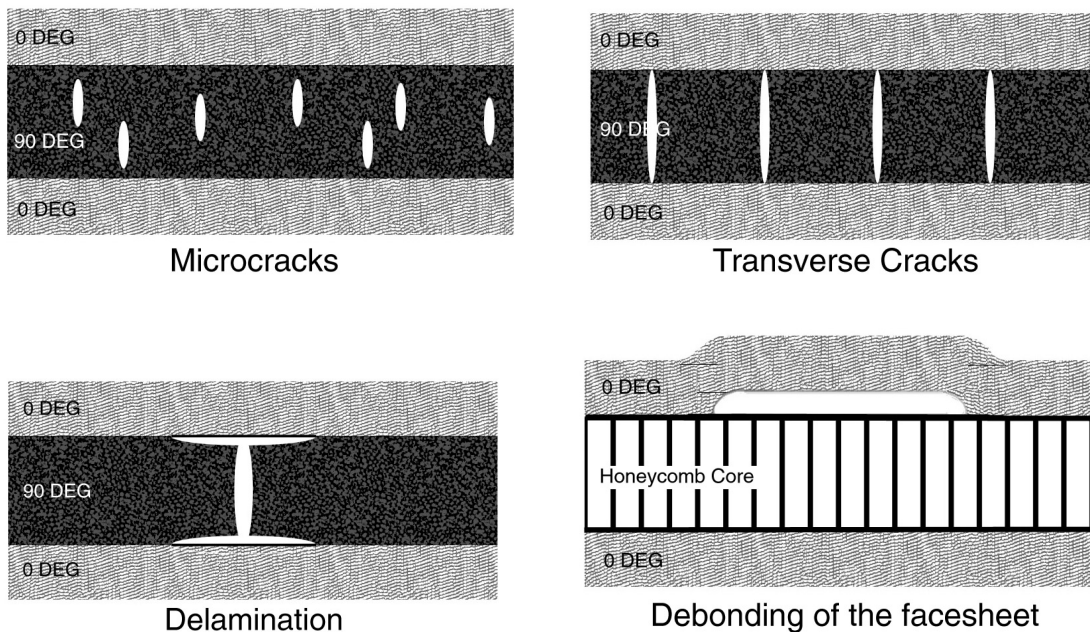 0 DEG
90 DEG
0 DEG
Microcracks
0 DEG
90 DEG
0 DEG
Transverse Cracks
0 DEG
90 DEG
0 DEG
Delamination
0 DEG
Honeycomb Core
0 DEG
Debonding of the facesheet